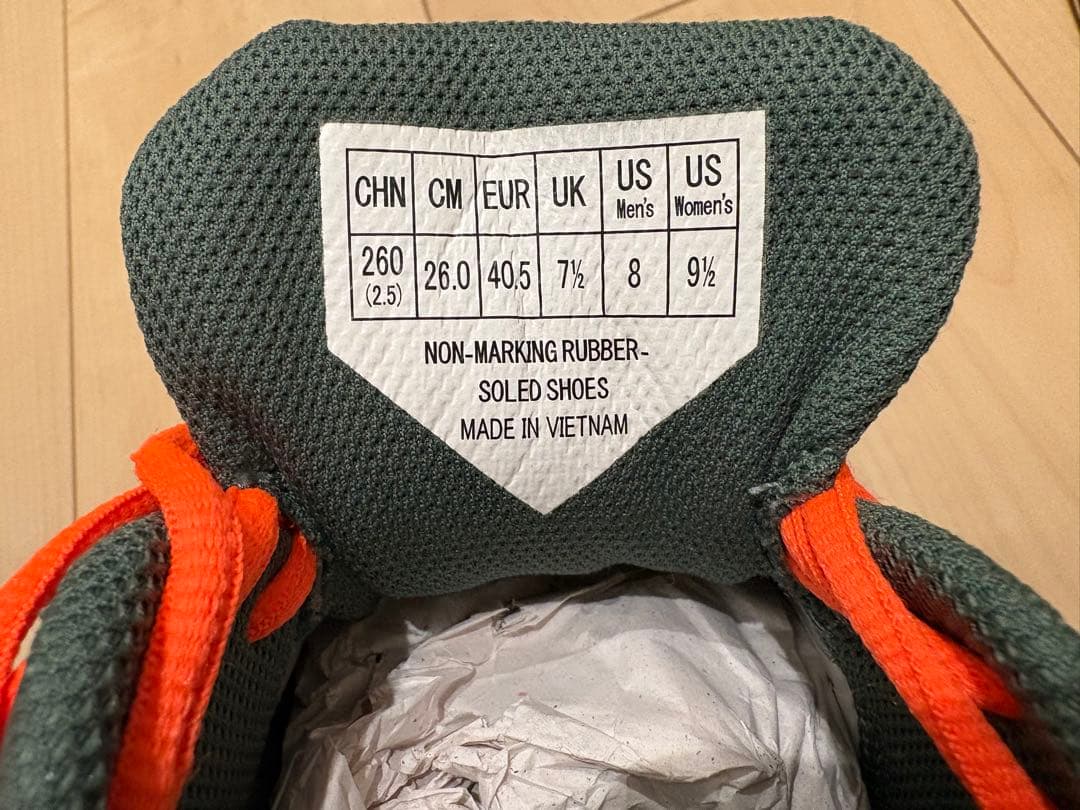 CHN CM EUR UK US Men's US Women's
260 (2.5) 26.0 40.5 7½ 8 9½
NON-MARKING RUBBER-
SOLED SHOES
MADE IN VIETNAM